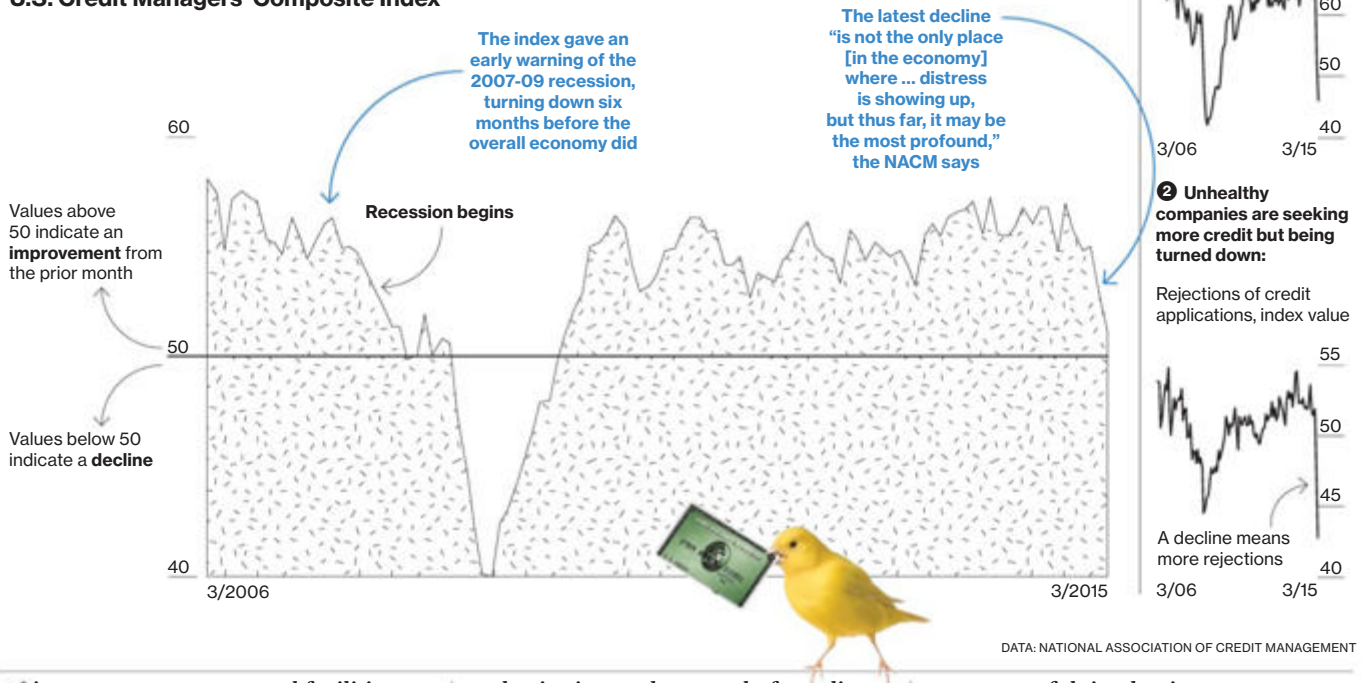 U.S. Credit Managers' Composite Index
The index gave an
early warning of the
2007-09 recession,
turning down six
months before the
overall economy did
The latest decline
“is not the only place
[in the economy]
where ... distress
is showing up,
but thus far, it may be
the most profound,”
the NACM says
60
50
40
Values above
50 indicate an
improvement from
the prior month
Values below 50
indicate a decline
Recession begins
3/2006
3/2015
60
50
40
3/06
3/15
2 Unhealthy
companies are seeking
more credit but being
turned down:
Rejections of credit
applications, index value
55
50
45
40
A decline means
more rejections
3/06
3/15
DATA: NATIONAL ASSOCIATION OF CREDIT MANAGEMENT